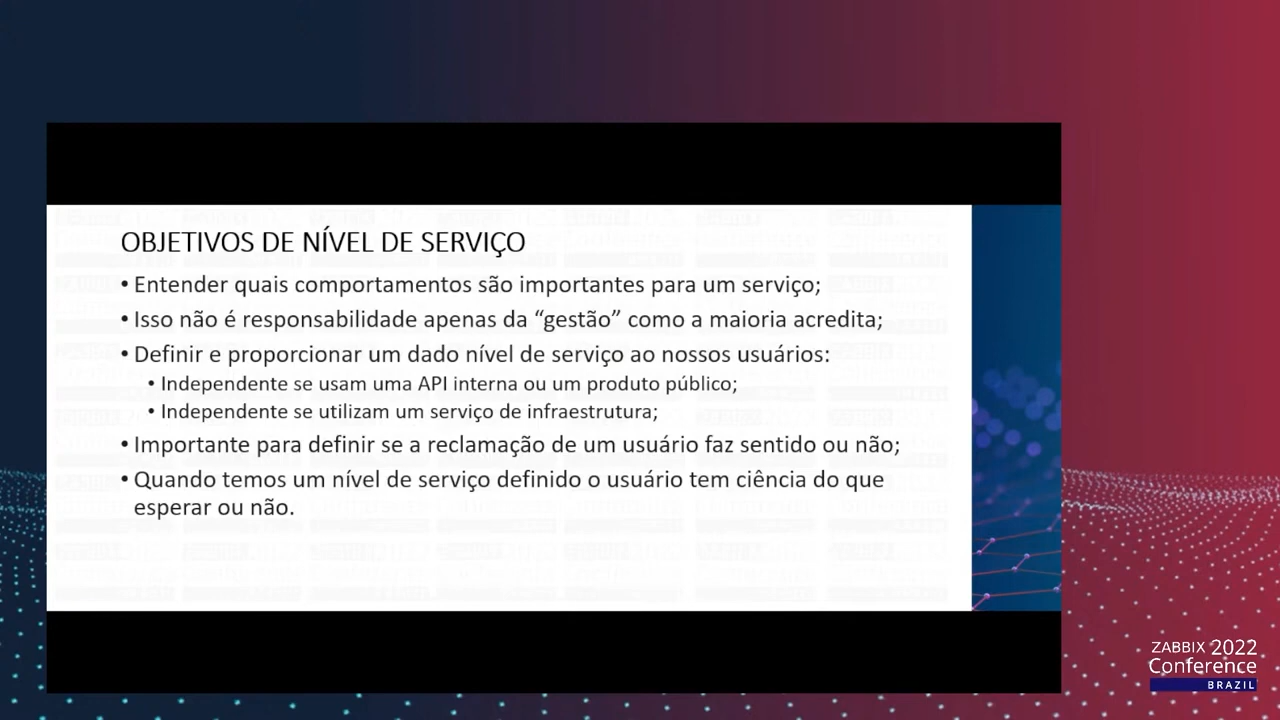 OBJETIVOS DE NÍVEL DE SERVIÇO
• Entender quais comportamentos são importantes para um serviço;
• Isso não é responsabilidade apenas da “gestão” como a maioria acredita;
• Definir e proporcionar um dado nível de serviço ao nossos usuários:
• Independente se usam uma API interna ou um produto público;
• Independente se utilizam um serviço de infraestrutura;
• Importante para definir se a reclamação de um usuário faz sentido ou não;
• Quando temos um nível de serviço definido o usuário tem ciência do que
esperar ou não.
ZABBIX 2022
Conference
BRAZIL